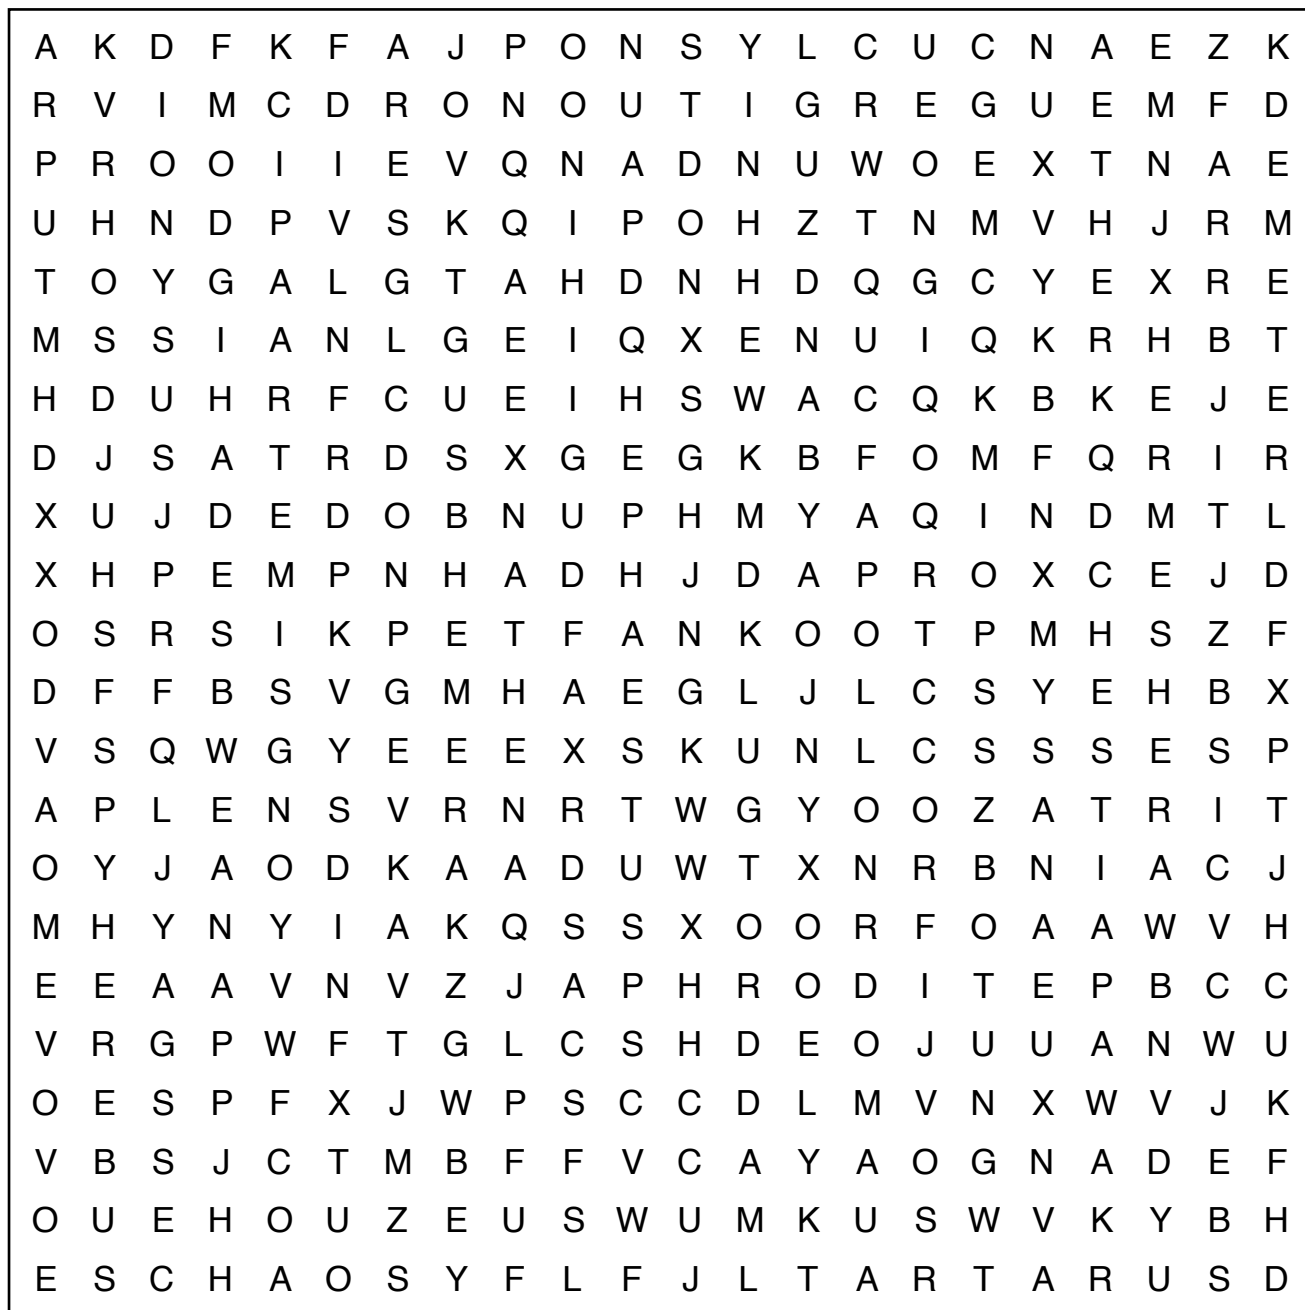 A K D F K F A J P O N S Y L C U C N A E Z K
R V I M C D R O N O U T I G R E G U E M F D
P R O O I I E V Q N A D N U W O E X T N A E
U H N D P V S K Q I P O H Z T N M V H J R M
T O Y G A L G T A H D N H D Q G C Y E X R E
M S S I A N L G E I Q X E N U I Q K R H B T
H D U H R F C U E I H S W A C Q K B K E J E
D J S A T R D S X G E G K B F O M F Q R I R
X U J D E D O B N U P H M Y A Q I N D M T L
X H P E M P N H A D H J D A P R O X C E J D
O S R S I K P E T F A N K O O T P M H S Z F
D F F B S V G M H A E G L J L C S Y E H B X
V S Q W G Y E E E X S K U N L C S S S E S P
A P L E N S V R N R T W G Y O O Z A T R I T
O Y J A O D K A A D U W T X N R B N I A C J
M H Y N Y I A K Q S S X O O R F O A A W V H
E E A A V N V Z J A P H R O D I T E P B C C
V R G P W F T G L C S H D E O J U U A N W U
O E S P F X J W P S C C D L M V N X W V J K
V B S J C T M B F F V C A Y A O G N A D E F
O U E H O U Z E U S W U M K U S W V K Y B H
E S C H A O S Y F L F J L T A R T A R U S D